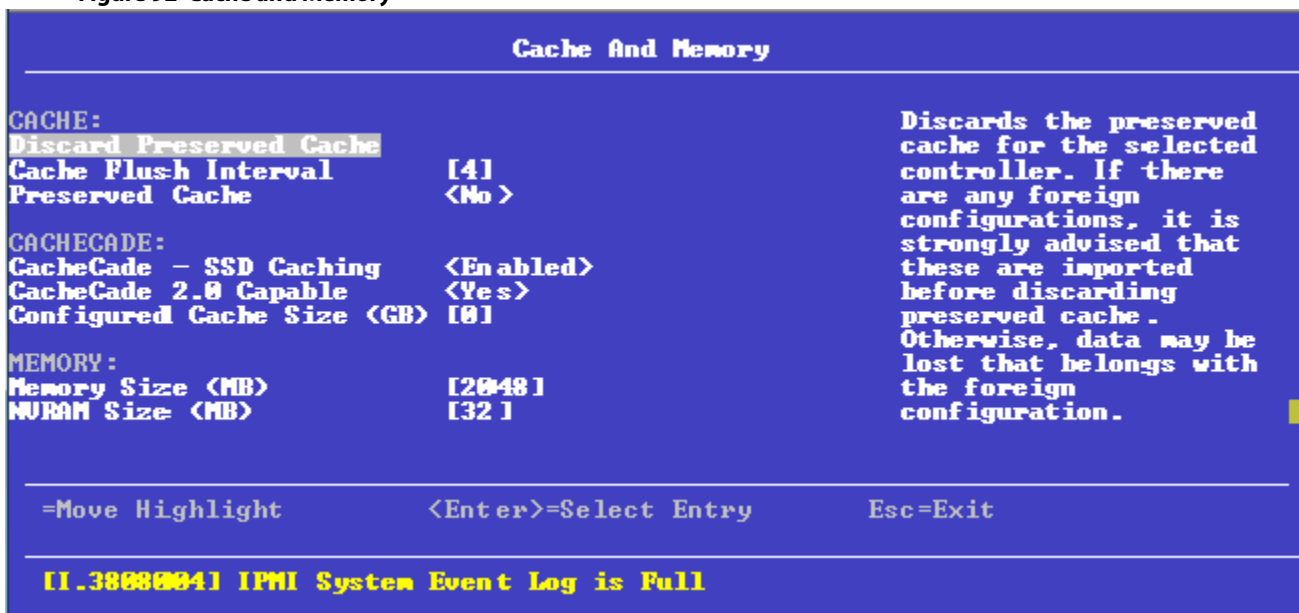 Cache And Memory
CACHE:
Discard Preserved Cache
Cache Flush Interval [4]
Preserved Cache <No>
CACHECADE:
CacheCade - SSD Caching <Enabled>
CacheCade 2.0 Capable <Yes>
Configured Cache Size (GB) [0]
MEMORY:
Memory Size (MB) [2048]
NVRAM Size (MB) [32]
Discards the preserved
cache for the selected
controller. If there
are any foreign
configurations, it is
strongly advised that
these are imported
before discarding
preserved cache.
Otherwise, data may be
lost that belongs with
the foreign
configuration.
=Move Highlight <Enter>=Select Entry Esc=Exit
[I.3808004] IPMI System Event Log is Full